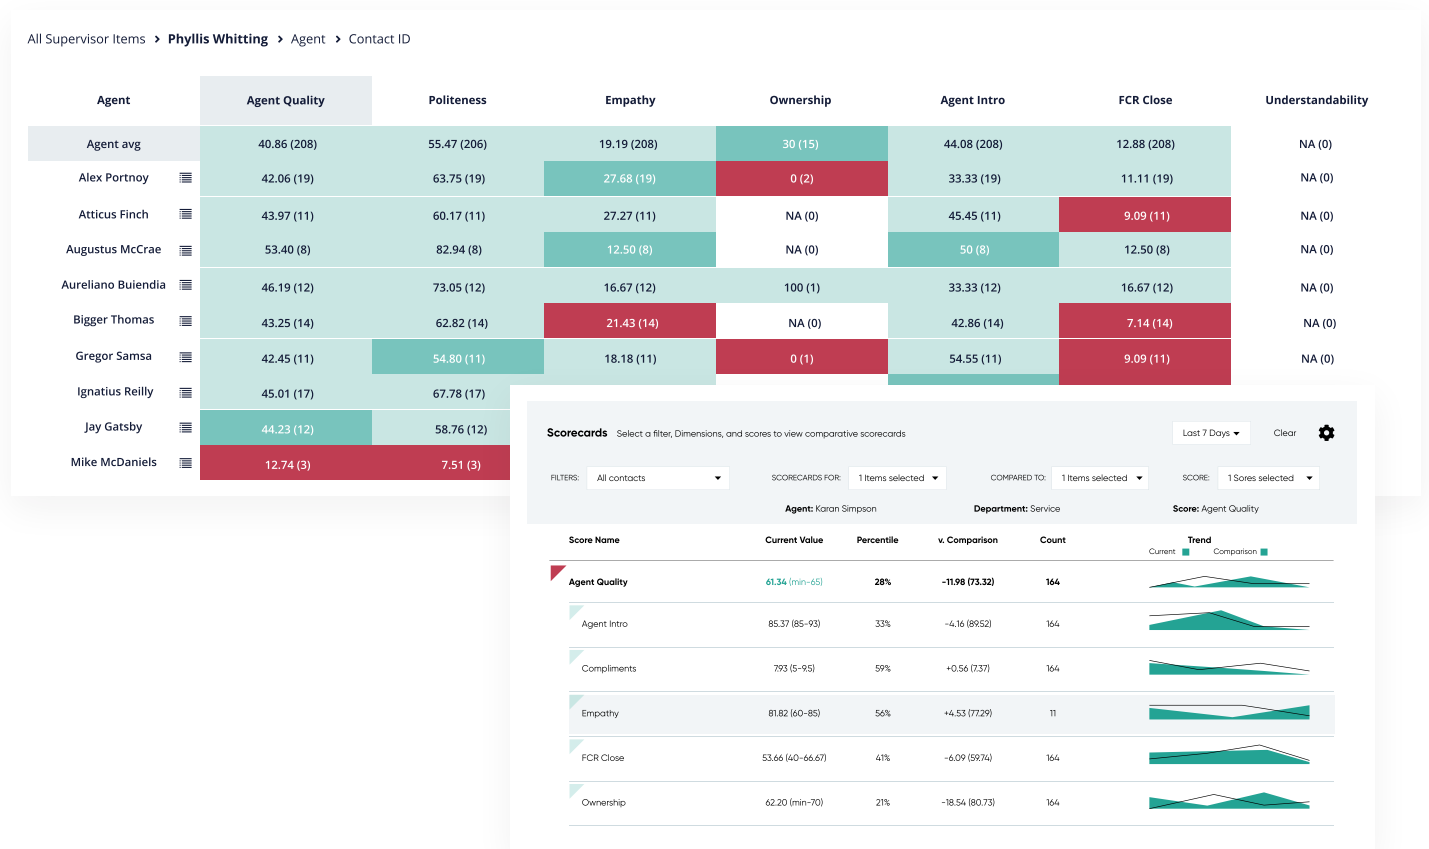 All Supervisor Items > Phyllis Whitting > Agent > Contact ID
Agent Agent Quality Politeness Empathy Ownership Agent Intro FCR Close Understandability
Agent avg 40.86 (208) 55.47 (206) 19.19 (208) 30 (15) 44.08 (208) 12.88 (208) NA (0)
Alex Portnoy 42.06 (19) 63.75 (19) 27.68 (19) 0 (2) 33.33 (19) 11.11 (19) NA (0)
Atticus Finch 43.97 (11) 60.17 (11) 27.27 (11) NA (0) 45.45 (11) 9.09 (11) NA (0)
Augustus McCrae 53.40 (8) 82.94 (8) 12.50 (8) NA (0) 50 (8) 12.50 (8) NA (0)
Aureliano Buiendia 46.19 (12) 73.05 (12) 16.67 (12) 100 (1) 33.33 (12) 16.67 (12) NA (0)
Bigger Thomas 43.25 (14) 62.82 (14) 21.43 (14) NA (0) 42.86 (14) 7.14 (14) NA (0)
Gregor Samsa 42.45 (11) 54.80 (11) 18.18 (11) 0 (1) 54.55 (11) 9.09 (11) NA (0)
Ignatius Reilly 45.01 (17) 67.78 (17)
Jay Gatsby 44.23 (12) 58.76 (12)
Mike McDaniels 12.74 (3) 7.51 (3)
Scorecards Select a filter, Dimensions, and scores to view comparative scorecards Last 7 Days Clear
FILTERS: All contacts SCORECARDS FOR: 1 Items selected COMPARED TO: 1 Items selected SCORE: 1 Sores selected
Agent: Karan Simpson Department: Service Score: Agent Quality
Score Name Current Value Percentile v. Comparison Count Trend
Current Comparison
Agent Quality 61.34 (min-65) 28% -11.98 (73.32) 164
Agent Intro 85.37 (85-93) 33% -4.16 (89.52) 164
Compliments 7.93 (5-9.5) 59% +0.56 (7.37) 164
Empathy 81.82 (60-85) 56% +4.53 (77.29) 11
FCR Close 53.66 (40-66.67) 41% -6.09 (59.74) 164
Ownership 62.20 (min-70) 21% -18.54 (80.73) 164